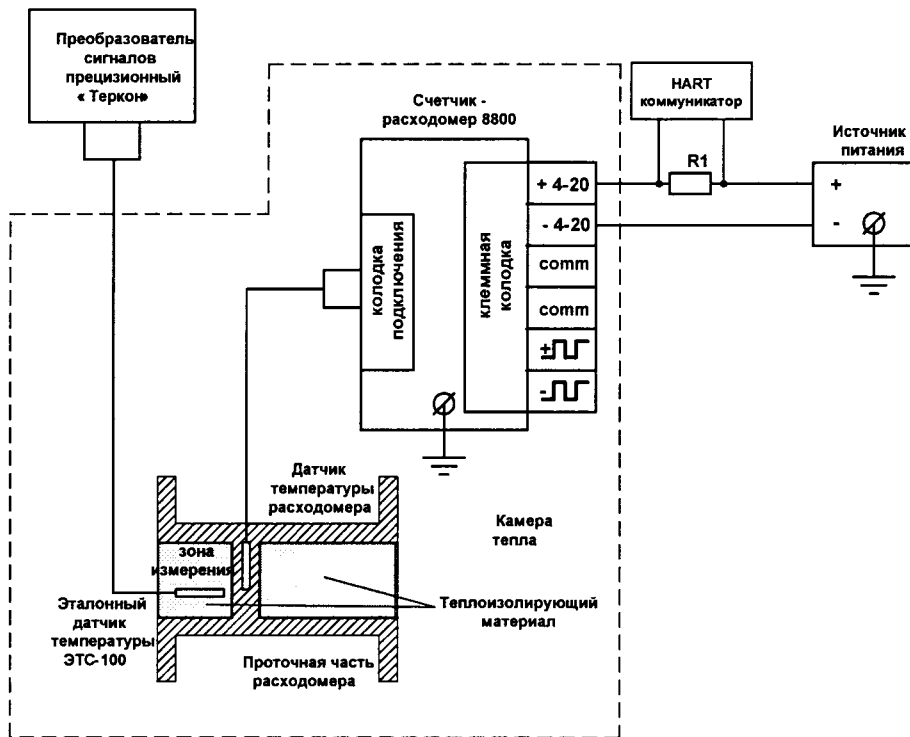 Преобразователь
сигналов
прецизионный
« Теркон»
Счетчик -
расходомер 8800
HART
коммуникатор
R1
Источник
питания
+ 4-20
- 4-20
comm
comm
+
-
колодка
подключения
клеммная
колодка
+
-
Датчик
температуры
расходомера
Камера
тепла
зона
измерения
Эталонный
датчик
температуры
ЭТС-100
Теплоизолирующий
материал
Проточная часть
расходомера